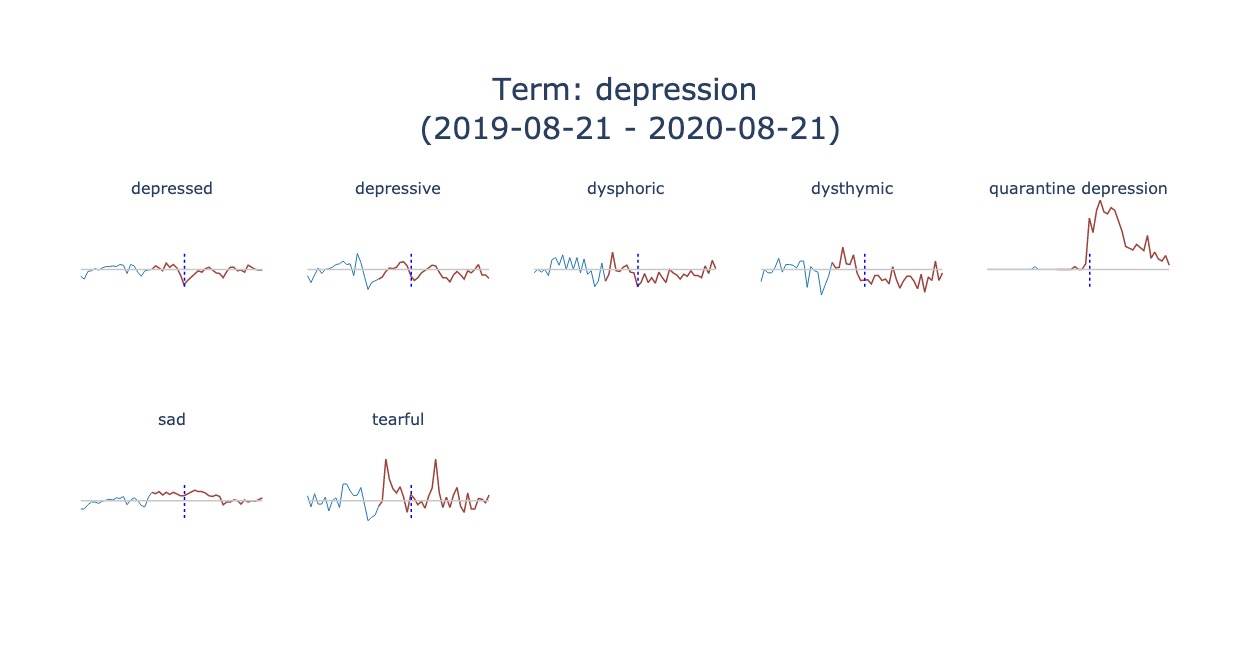 Term: depression
(2019-08-21 - 2020-08-21)
depressed
depressive
dysphoric
dysthymic
quarantine depression
sad
tearful